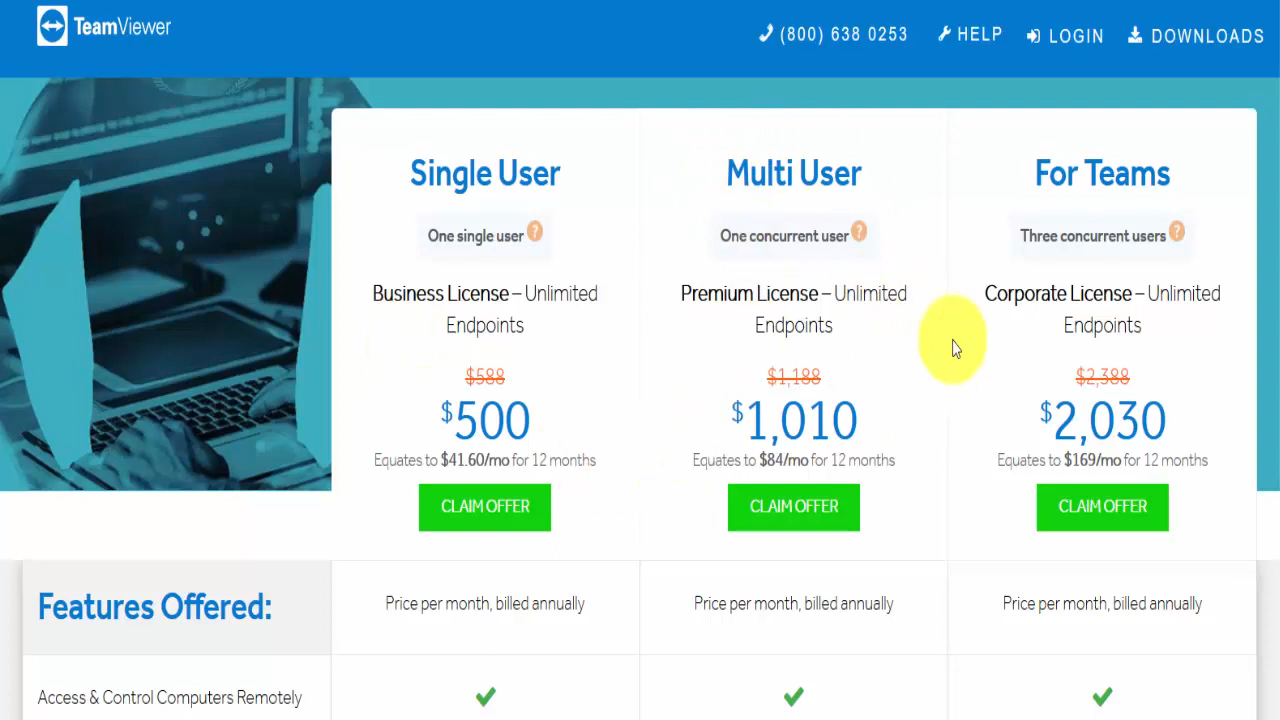 TeamViewer
(800) 638 0253 HELP LOGIN DOWNLOADS
Single User
One single user ?
Business License – Unlimited
Endpoints
$588
$500
Equates to $41.60/mo for 12 months
CLAIM OFFER
Multi User
One concurrent user ?
Premium License – Unlimited
Endpoints
$1,188
$1,010
Equates to $84/mo for 12 months
CLAIM OFFER
For Teams
Three concurrent users ?
Corporate License – Unlimited
Endpoints
$2,388
$2,030
Equates to $169/mo for 12 months
CLAIM OFFER
Features Offered:
Price per month, billed annually
Price per month, billed annually
Price per month, billed annually
Access & Control Computers Remotely